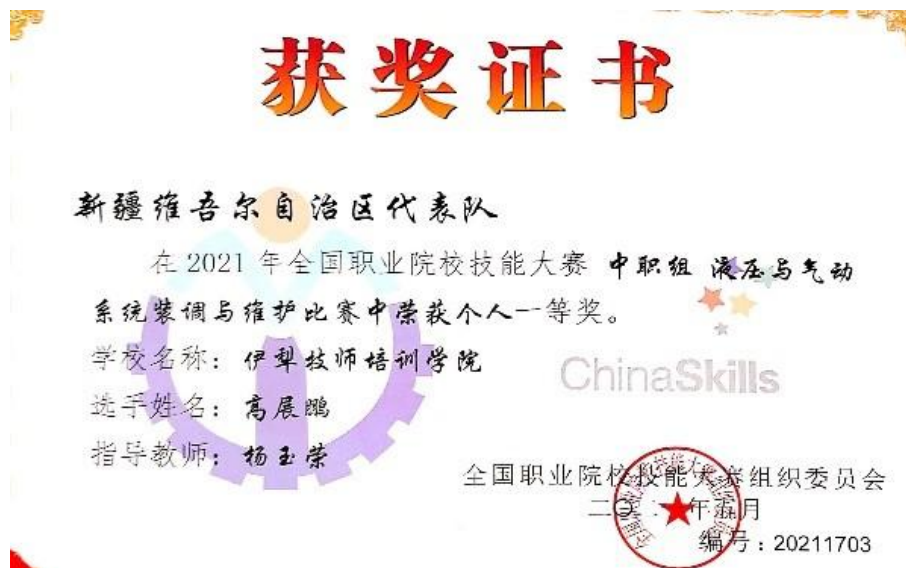 获奖证书
新疆维吾尔自治区代表队
在 2021 年全国职业院校技能大赛 中职组 液压与气动
系统装调与维护比赛中荣获个人一等奖。
学校名称：伊犁技师培训学院
ChinaSkills
选手姓名：高展鹏
指导教师：杨玉荣
全国职业院校技能大赛组织委员会
二〇二 年 月
编号：20211703